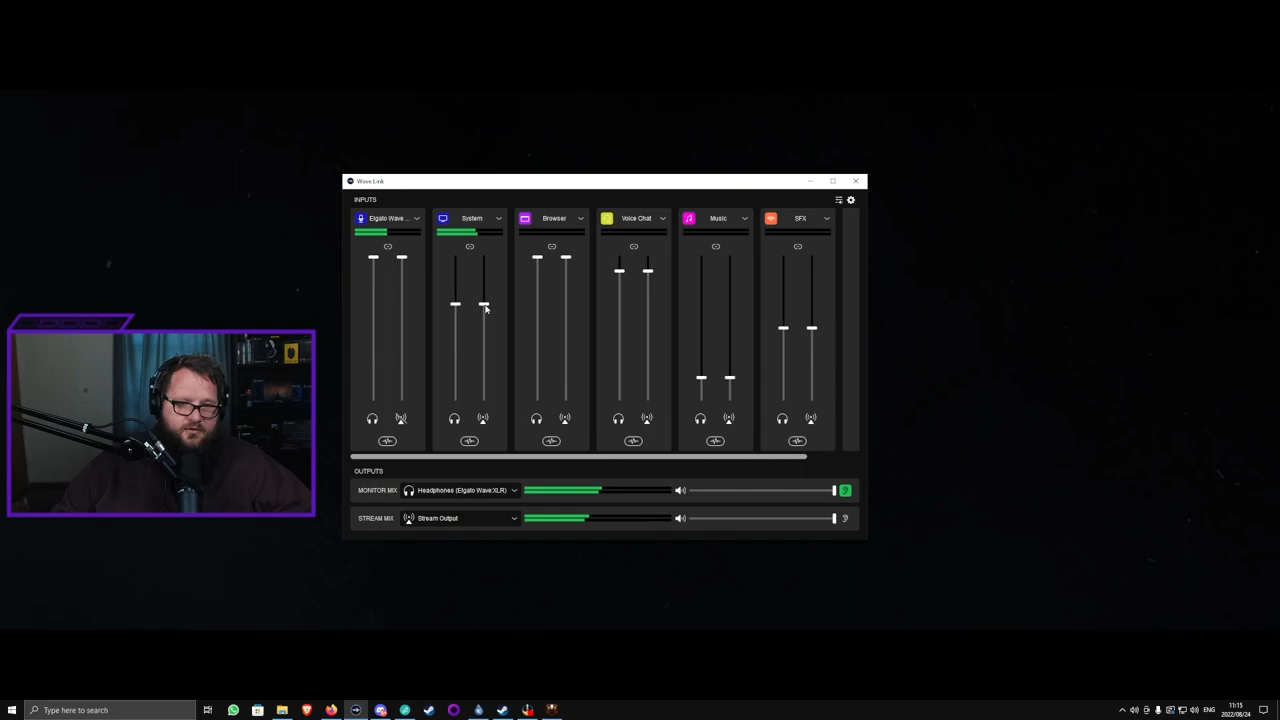 Wave Link
INPUTS
Elgato Wave ...
System
Browser
Voice Chat
Music
SFX
OUTPUTS
MONITOR MIX
Headphones (Elgato Wave:XLR)
STREAM MIX
Stream Output
Type here to search
ENG
11:15
2022/08/24